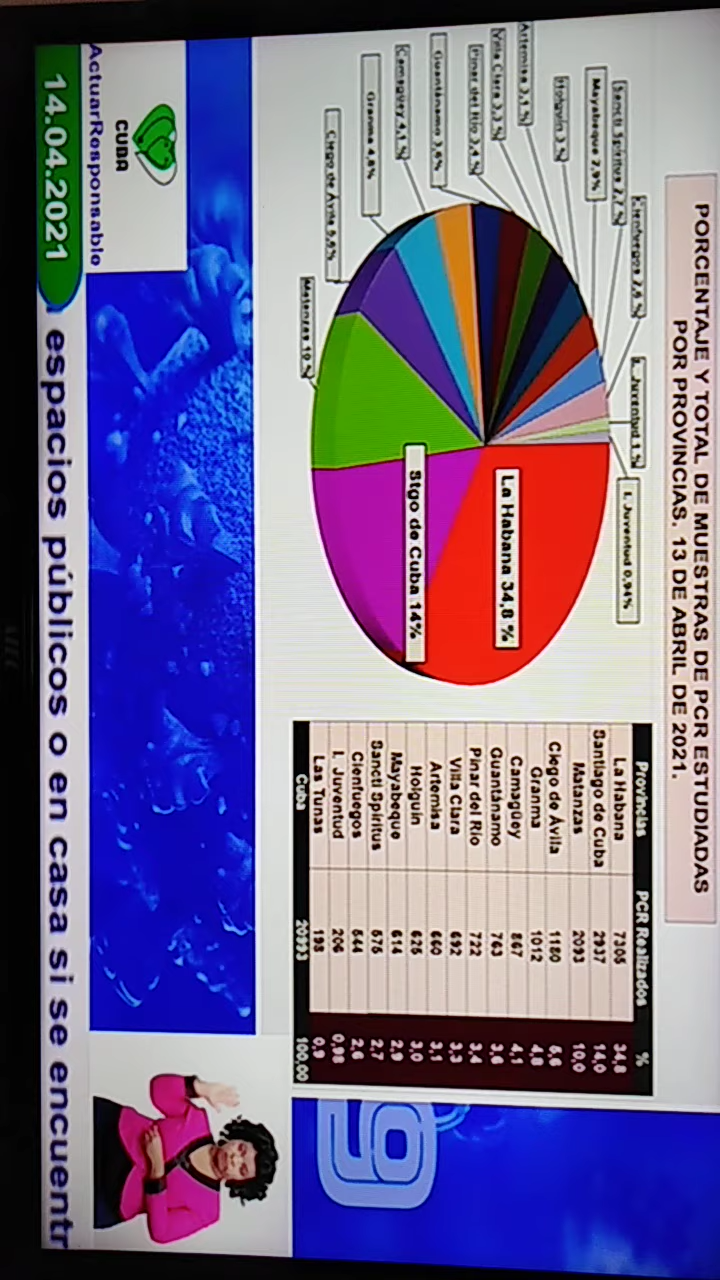 PORCENTAJE Y TOTAL DE MUESTRAS DE PCR ESTUDIADAS
POR PROVINCIAS. 13 DE ABRIL DE 2021.
Artemisa 3,1 %
Holguín 3 %
Mayabeque 2,9%
Sancti Spíritus 2,7 %
Cienfuegos 2,6 %
I. Juventud 1 %
I. Juventud 0,94%
Villa Clara 3,3 %
Pinar del Río 3,4 %
Guantánamo 3,6%
Camagüey 4,1 %
Granma 4,8%
Ciego de Ávila 5,6%
Matanzas 10 %
La Habana 34,8 %
Stgo de Cuba 14%
Provincias PCR Realizados %
La Habana 7305 34,8
Santiago de Cuba 2937 14,0
Matanzas 2093 10,0
Ciego de Ávila 1180 5,6
Granma 1012 4,8
Camagüey 867 4,1
Guantánamo 763 3,6
Pinar del Río 722 3,4
Villa Clara 692 3,3
Artemisa 660 3,1
Holguín 625 3,0
Mayabeque 614 2,9
Sancti Spíritus 575 2,7
Cienfuegos 544 2,6
I. Juventud 206 0,98
Las Tunas 198 0,9
Cuba 20993 100,00
9
CUBA
ActuarResponsable
14.04.2021 espacios públicos o en casa si se encuentr